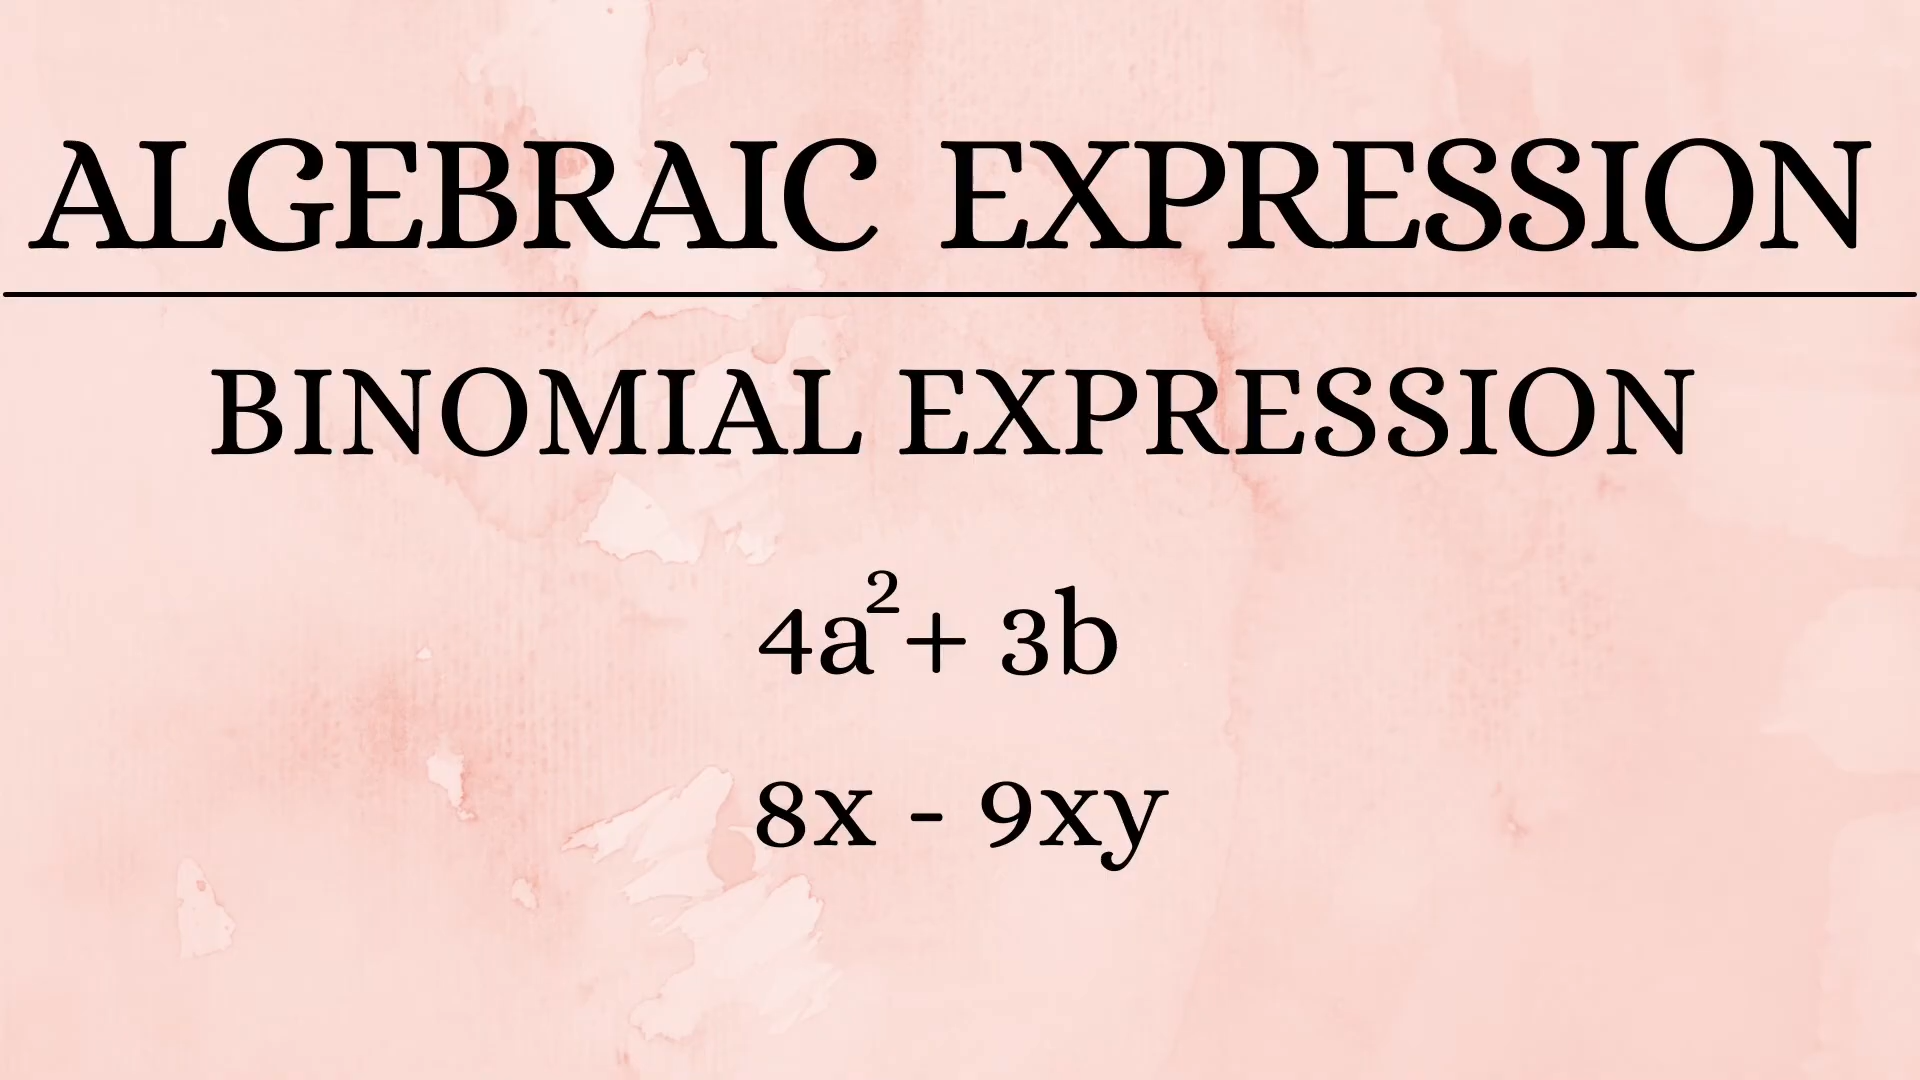 ALGEBRAIC EXPRESSION
BINOMIAL EXPRESSION
4a²+ 3b
8x - 9xy